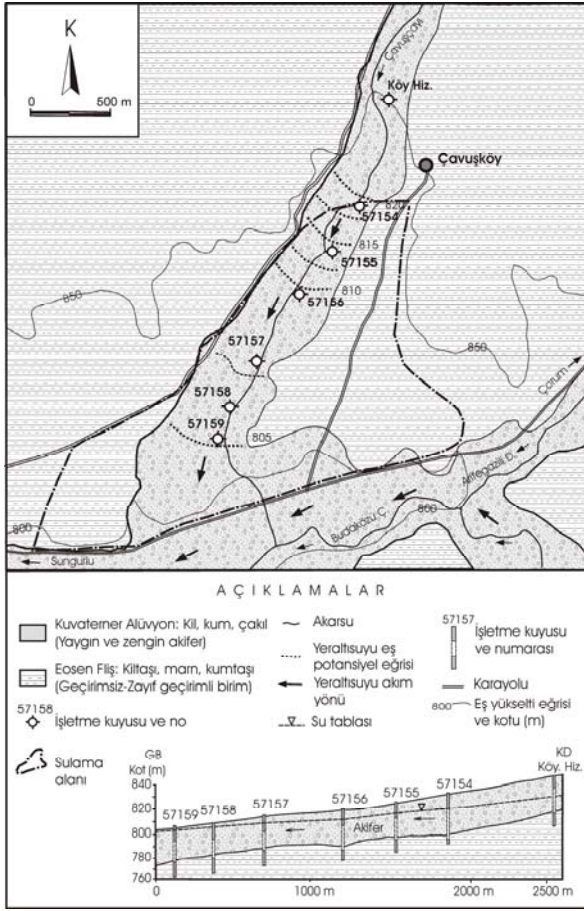 K
0 500 m
Çavuşçayı
Köy Hiz.
Çavuşköy
820
57154
815
57155
810
57156
850
57157
850
57158
57159
805
Çorum
Arifegazili D.
800
Budaközü Ç.
800
Sungurlu
AÇIKLAMALAR
Kuvaterner Alüvyon: Kil, kum, çakıl
(Yaygın ve zengin akifer)
Eosen Fliş: Kiltaşı, marn, kumtaşı
(Geçirimsiz-Zayıf geçirimli birim)
57158
İşletme kuyusu ve no
Sulama
alanı
Akarsu
Yeraltısuyu eş
potansiyel eğrisi
Yeraltısuyu akım
yönü
Su tablası
57157
İşletme kuyusu
ve numarası
Karayolu
800 Eş yükselti eğrisi
ve kotu (m)
GB
Kot (m)
KD
Köy. Hiz.
840
820
800
780
760
57159
57158
57157
57156
57155
57154
Akifer
0 1000 m 2000 m 2500 m